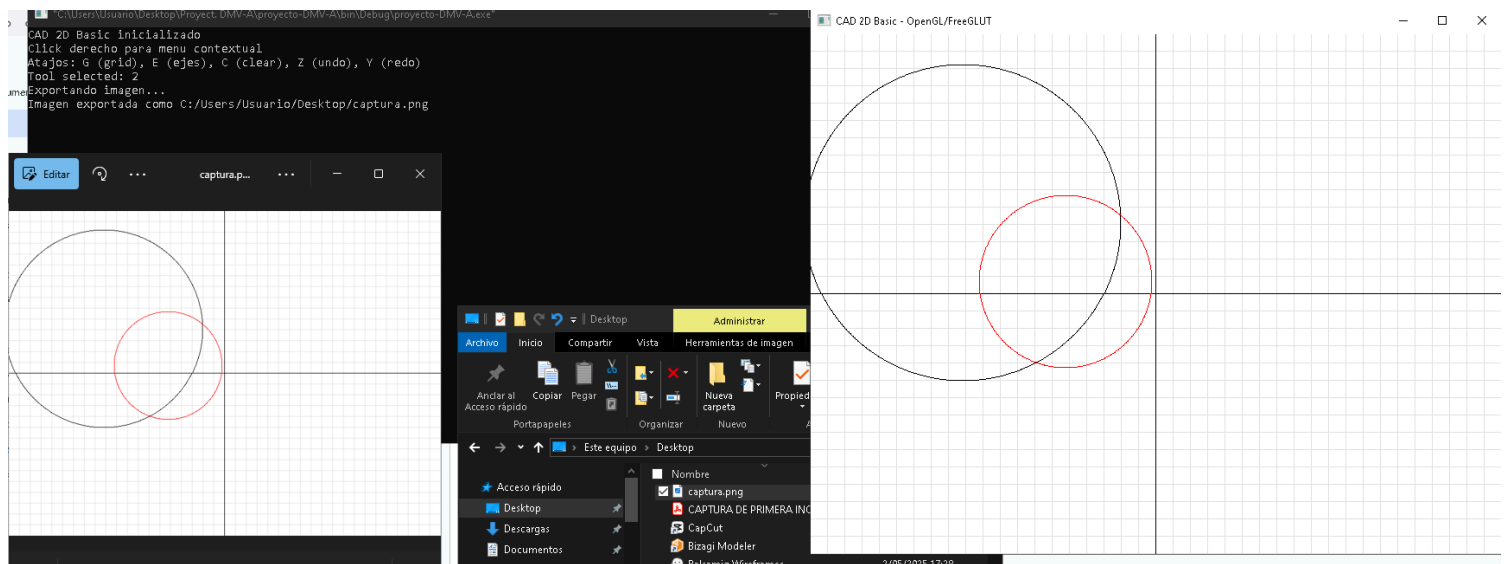 "C:\Users\Usuario\Desktop\Proyect. DMV-A\proyecto-DMV-A\bin\Debug\proyecto-DMV-A.exe"
CAD 2D Basic inicializado
Click derecho para menu contextual
Atajos: G (grid), E (ejes), C (clear), Z (undo), Y (redo)
Tool selected: 2
Exportando imagen...
Imagen exportada como C:/Users/Usuario/Desktop/captura.png
CAD 2D Basic - OpenGL/FreeGLUT
Editar
captura.p...
Desktop
Administrar
Archivo Inicio Compartir Vista Herramientas de imagen
Anclar al Acceso rápido
Copiar
Pegar
Nueva carpeta
Propied
Portapapeles
Organizar
Nuevo
Este equipo > Desktop
Nombre
Acceso rápido
Desktop
Descargas
Documentos
captura.png
CAPTURA DE PRIMERA INC
CapCut
Bizagi Modeler